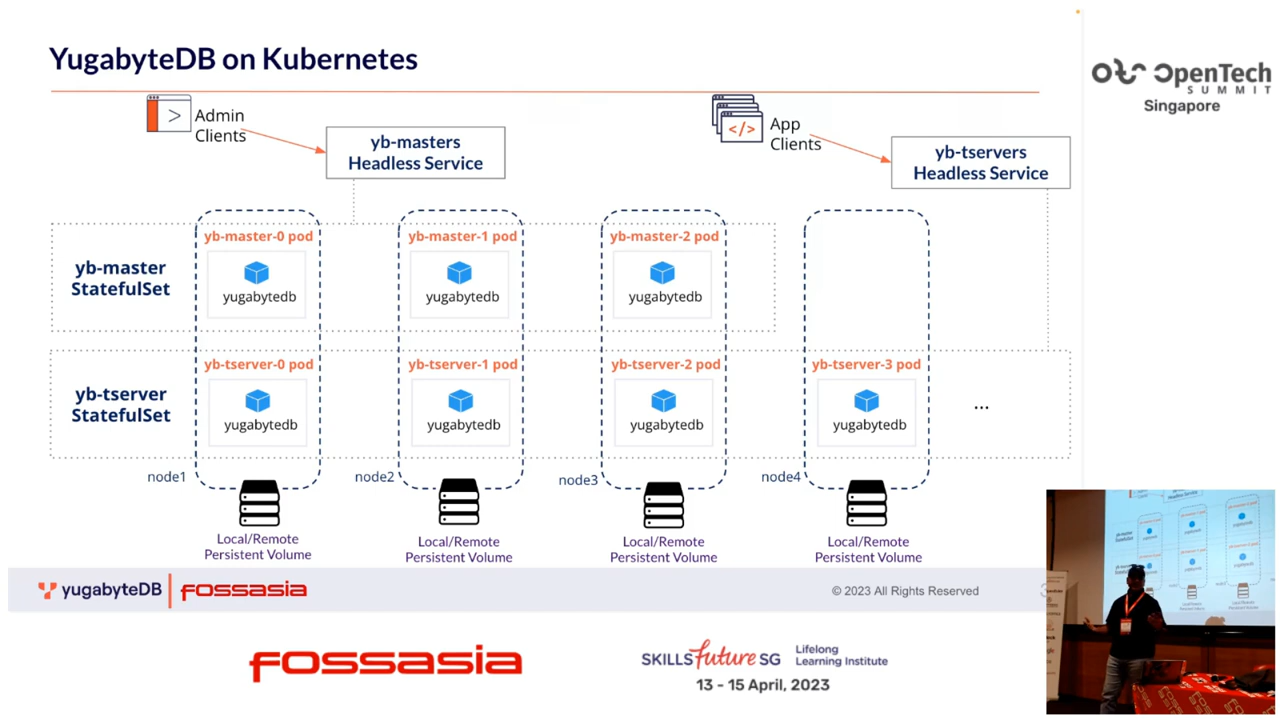 YugabyteDB on Kubernetes
OpenTech
SUMMIT
Singapore
Admin
Clients
yb-masters
Headless Service
App
Clients
yb-tservers
Headless Service
yb-master
StatefulSet
yb-master-0 pod
yugabytedb
yb-master-1 pod
yugabytedb
yb-master-2 pod
yugabytedb
yb-tserver
StatefulSet
yb-tserver-0 pod
yugabytedb
yb-tserver-1 pod
yugabytedb
yb-tserver-2 pod
yugabytedb
yb-tserver-3 pod
yugabytedb
...
node1
node2
node3
node4
Local/Remote
Persistent Volume
Local/Remote
Persistent Volume
Local/Remote
Persistent Volume
Local/Remote
Persistent Volume
yugabyteDB
FOSSASIA
© 2023 All Rights Reserved
FOSSASIA
SKILLS future SG
Lifelong
Learning Institute
13 - 15 April, 2023